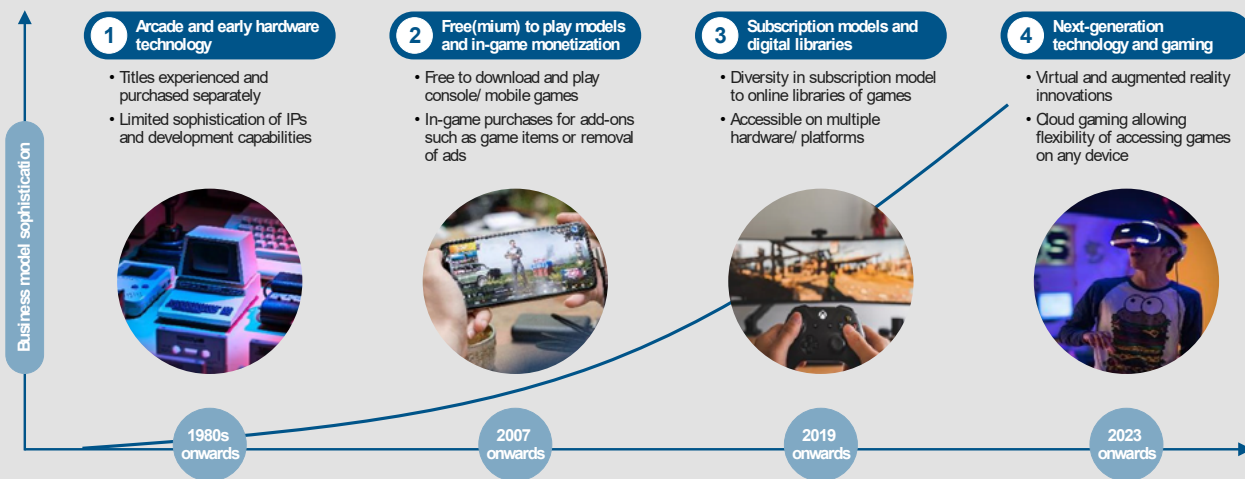 1
Arcade and early hardware
technology
• Titles experienced and
purchased separately
• Limited sophistication of IPs
and development capabilities
2
Free(mium) to play models
and in-game monetization
• Free to download and play
console/ mobile games
• In-game purchases for add-ons
such as game items or removal
of ads
3
Subscription models and
digital libraries
• Diversity in subscription model
to online libraries of games
• Accessible on multiple
hardware/ platforms
4
Next-generation
technology and gaming
• Virtual and augmented reality
innovations
• Cloud gaming allowing
flexibility of accessing games
on any device
Business model sophistication
1980s
onwards
2007
onwards
2019
onwards
2023
onwards